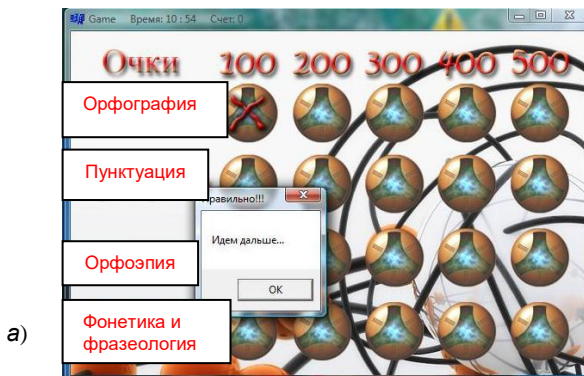 Game Время: 10 : 54 Счет: 0
Очки 100 200 300 400 500
Орфография
Пунктуация
Правильно!!!
Идем дальше...
Орфоэпия
OK
Фонетика и
фразеология
а)